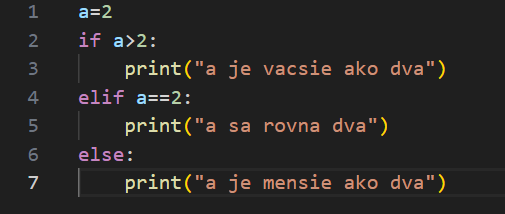 1 a=2
2 if a>2:
3     print("a je vacsie ako dva")
4 elif a==2:
5     print("a sa rovna dva")
6 else:
7     print("a je mensie ako dva")